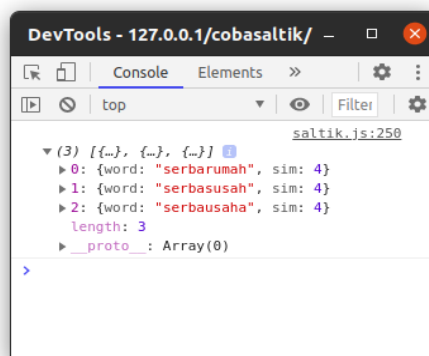 DevTools - 127.0.0.1/cobasaltik/
Console Elements »
top Filter
saltik.js:250
(3) [{…}, {…}, {…}] i
0: {word: "serbarumah", sim: 4}
1: {word: "serbasusah", sim: 4}
2: {word: "serbausaha", sim: 4}
length: 3
__proto__: Array(0)